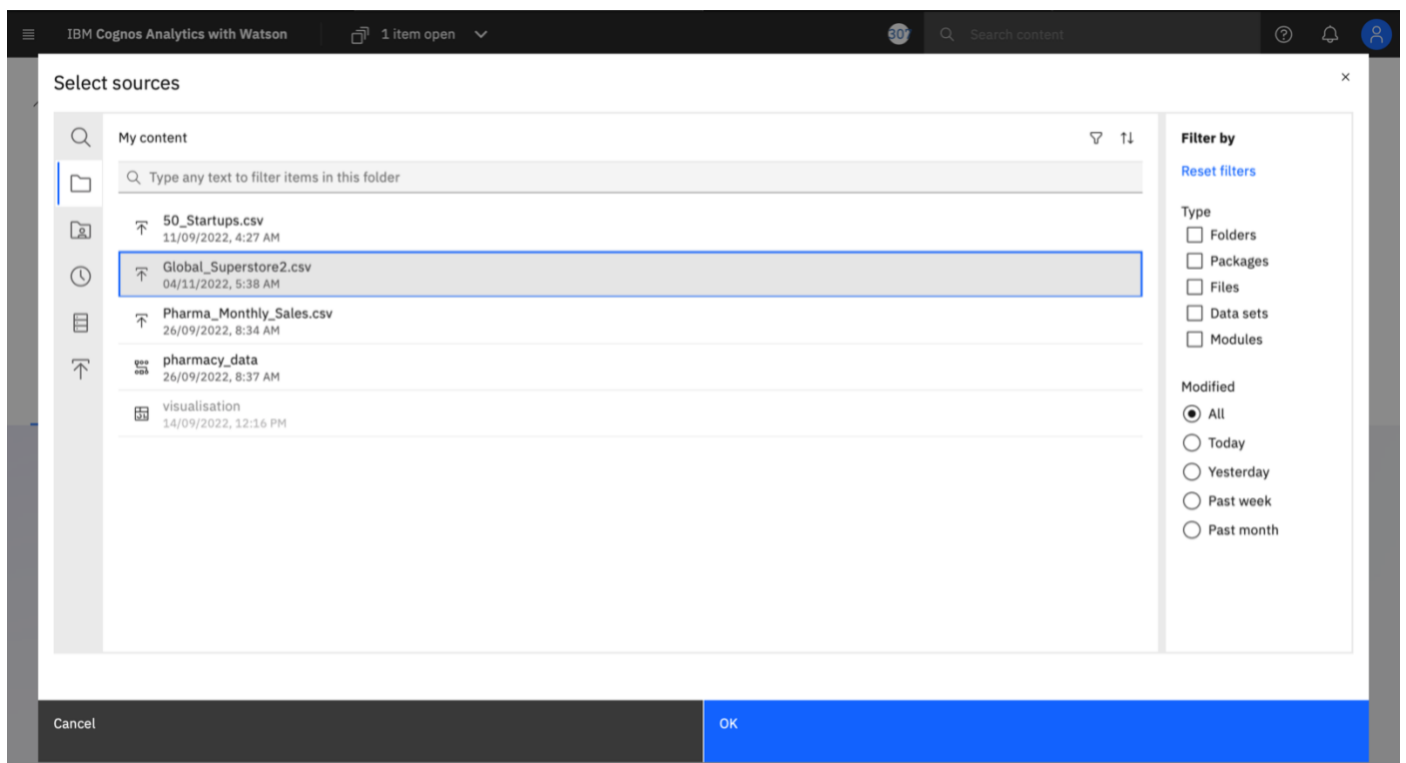 IBM Cognos Analytics with Watson
1 item open
30?
Search content
Select sources
My content
Type any text to filter items in this folder
50_Startups.csv
11/09/2022, 4:27 AM
Global_Superstore2.csv
04/11/2022, 5:38 AM
Pharma_Monthly_Sales.csv
26/09/2022, 8:34 AM
pharmacy_data
26/09/2022, 8:37 AM
visualisation
14/09/2022, 12:16 PM
Filter by
Reset filters
Type
Folders
Packages
Files
Data sets
Modules
Modified
All
Today
Yesterday
Past week
Past month
Cancel
OK